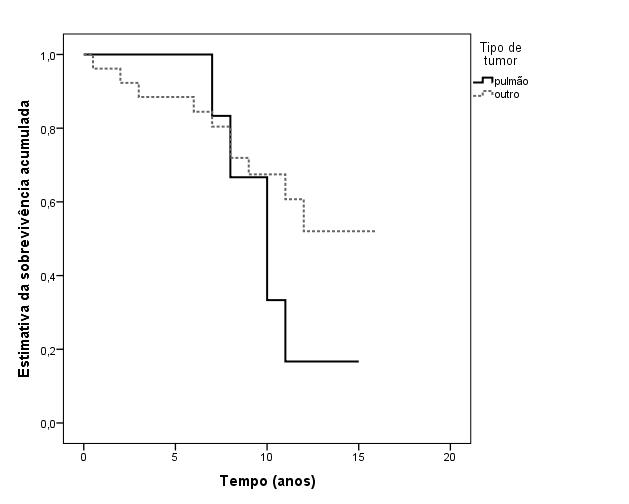 Tipo de
tumor
pulmão
outro
1,0
0,8
0,6
0,4
0,2
0,0
Estimativa da sobrevivência acumulada
0 5 10 15 20
Tempo (anos)